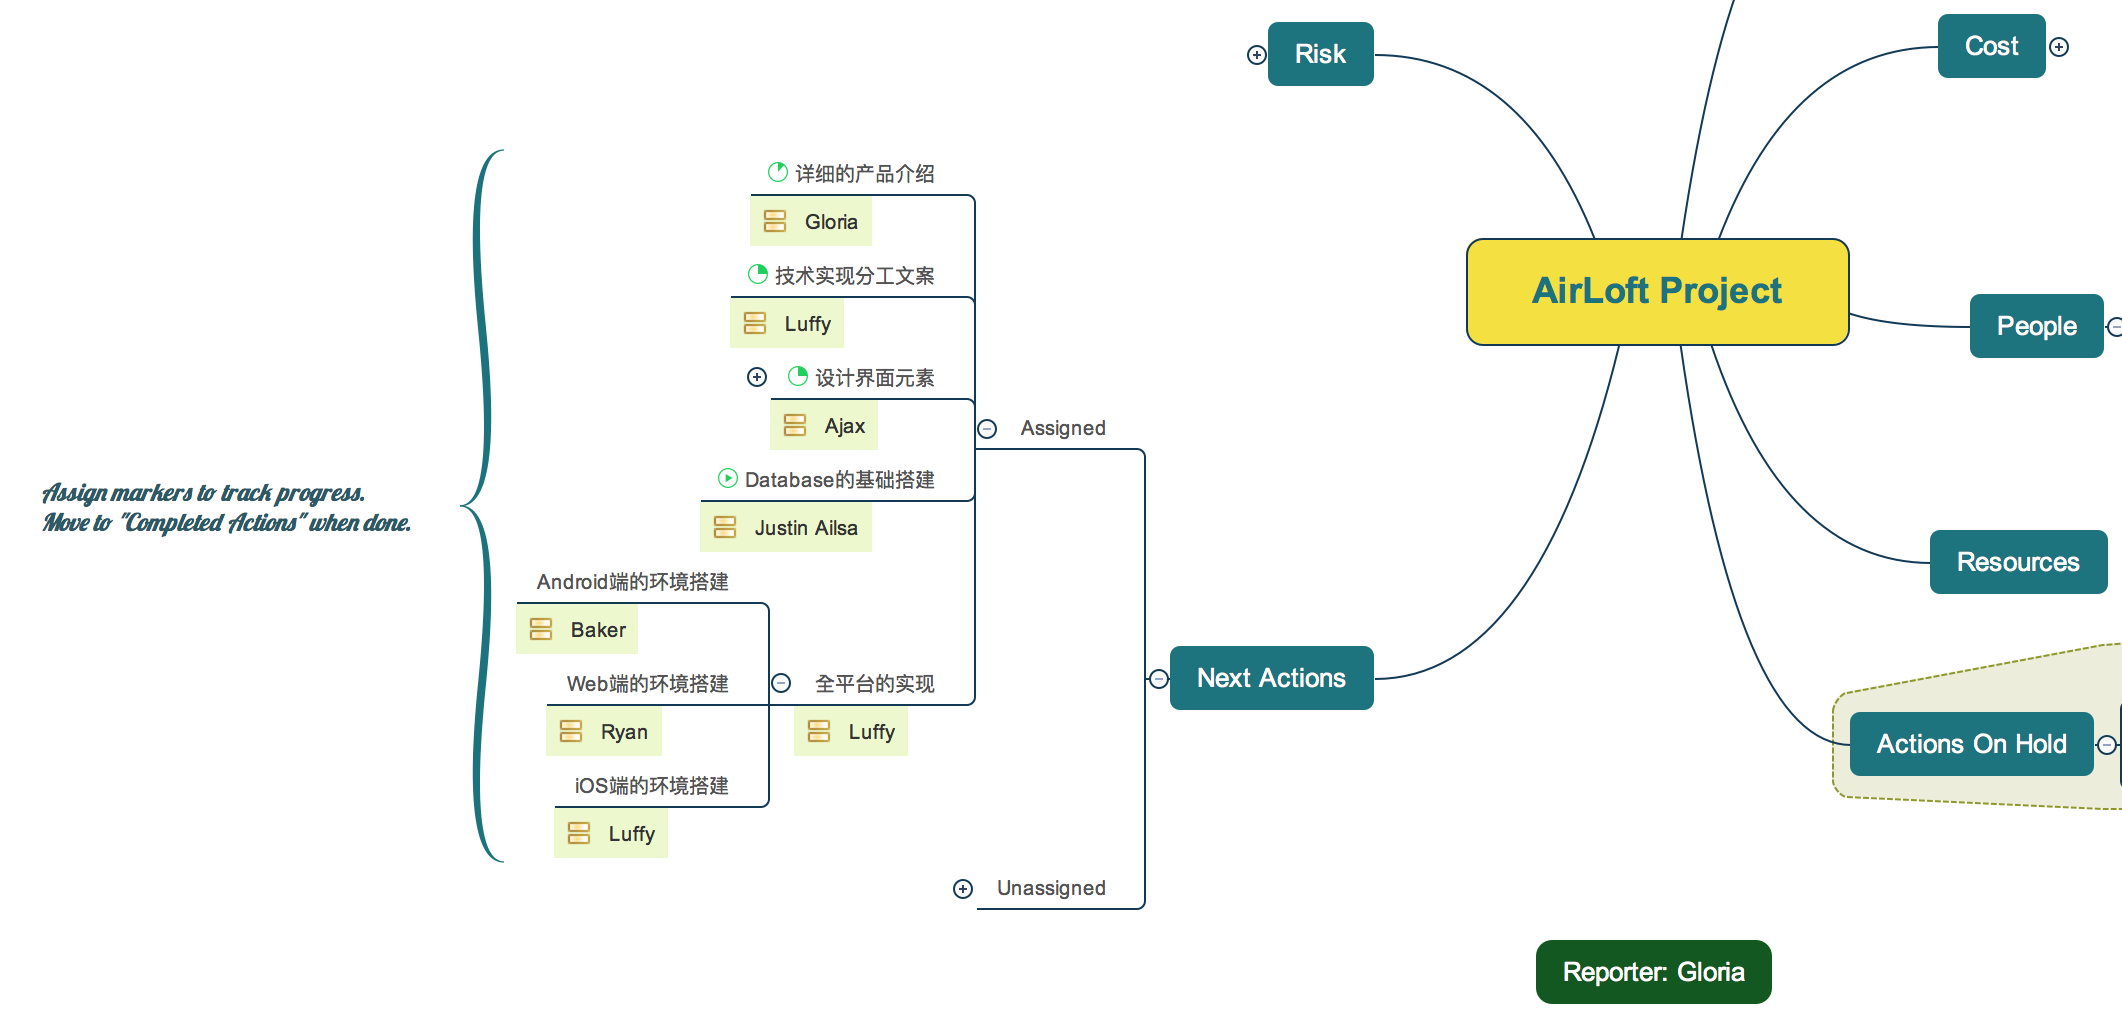 Risk
Cost
AirLoft Project
People
Resources
Actions On Hold
Next Actions
Assigned
详细的产品介绍
Gloria
技术实现分工文案
Luffy
设计界面元素
Ajax
Database的基础搭建
Justin Ailsa
全平台的实现
Luffy
Android端的环境搭建
Baker
Web端的环境搭建
Ryan
iOS端的环境搭建
Luffy
Unassigned
Assign markers to track progress.
Move to "Completed Actions" when done.
Reporter: Gloria